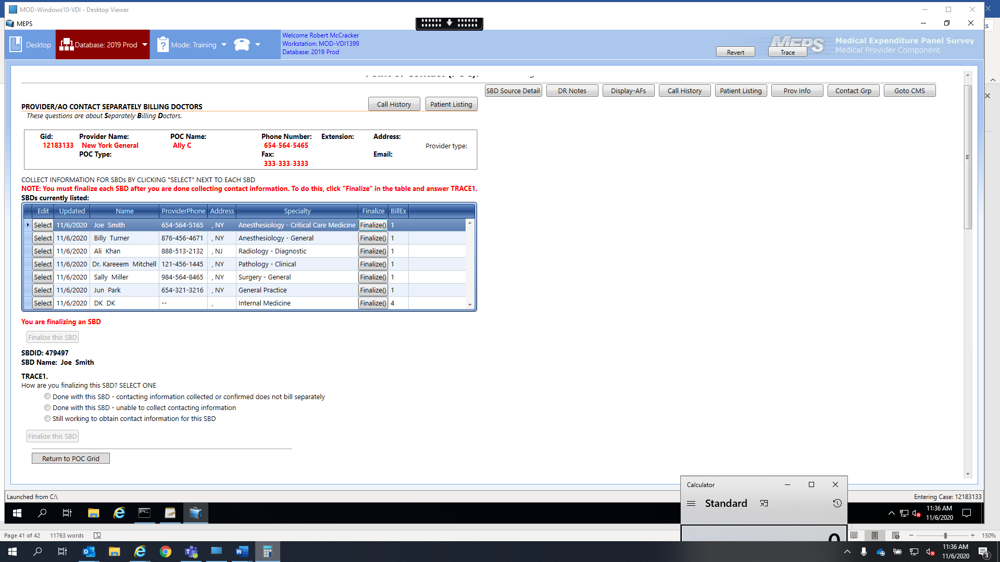 MOD-Windows10-VDI - Desktop Viewer
MEPS
Desktop
Database: 2019 Prod
Mode: Training
Welcome Robert McCracker
Workstation: MOD-VDI1399
Database: 2019 Prod
Revert
Trace
MEPS
Medical Expenditure Panel Survey
Medical Provider Component
SBD Source Detail
DR Notes
Display-AFs
Call History
Patient Listing
Prov Info
Contact Grp
Goto CMS
Call History
Patient Listing
PROVIDER/AO CONTACT SEPARATELY BILLING DOCTORS
These questions are about Separately Billing Doctors.
Gid: Provider Name: POC Name: Phone Number: Extension: Address:
12183133 New York General Ally C 654-564-5465 Provider type:
POC Type: Fax: Email:
333-333-3333
COLLECT INFORMATION FOR SBDs BY CLICKING "SELECT" NEXT TO EACH SBD
NOTE: You must finalize each SBD after you are done collecting contact information. To do this, click "Finalize" in the table and answer TRACE1.
SBDs currently listed:
Edit Updated Name ProviderPhone Address Specialty Finalize BillEx
Select 11/6/2020 Joe Smith 654-564-5165 , NY Anesthesiology - Critical Care Medicine Finalize() 1
Select 11/6/2020 Billy Turner 876-456-4671 , NY Anesthesiology - General Finalize() 1
Select 11/6/2020 Ali Khan 888-513-2132 , NJ Radiology - Diagnostic Finalize() 1
Select 11/6/2020 Dr. Kareeem Mitchell 121-456-1445 , NY Pathology - Clinical Finalize() 1
Select 11/6/2020 Sally Miller 984-564-8465 , NY Surgery - General Finalize() 1
Select 11/6/2020 Jun Park 654-321-3216 , NY General Practice Finalize() 1
Select 11/6/2020 DK DK -- , Internal Medicine Finalize() 4
You are finalizing an SBD
Finalize this SBD
SBDID: 479497
SBD Name: Joe Smith
TRACE1.
How are you finalizing this SBD? SELECT ONE
Done with this SBD - contacting information collected or confirmed does not bill separately
Done with this SBD - unable to collect contacting information
Still working to obtain contact information for this SBD
Finalize this SBD
Return to POC Grid
Calculator
Standard
0
Launched from C:\
Entering Case: 12183133
11:36 AM
11/6/2020
Page 41 of 42 11763 words
150%
11:36 AM
11/6/2020
3